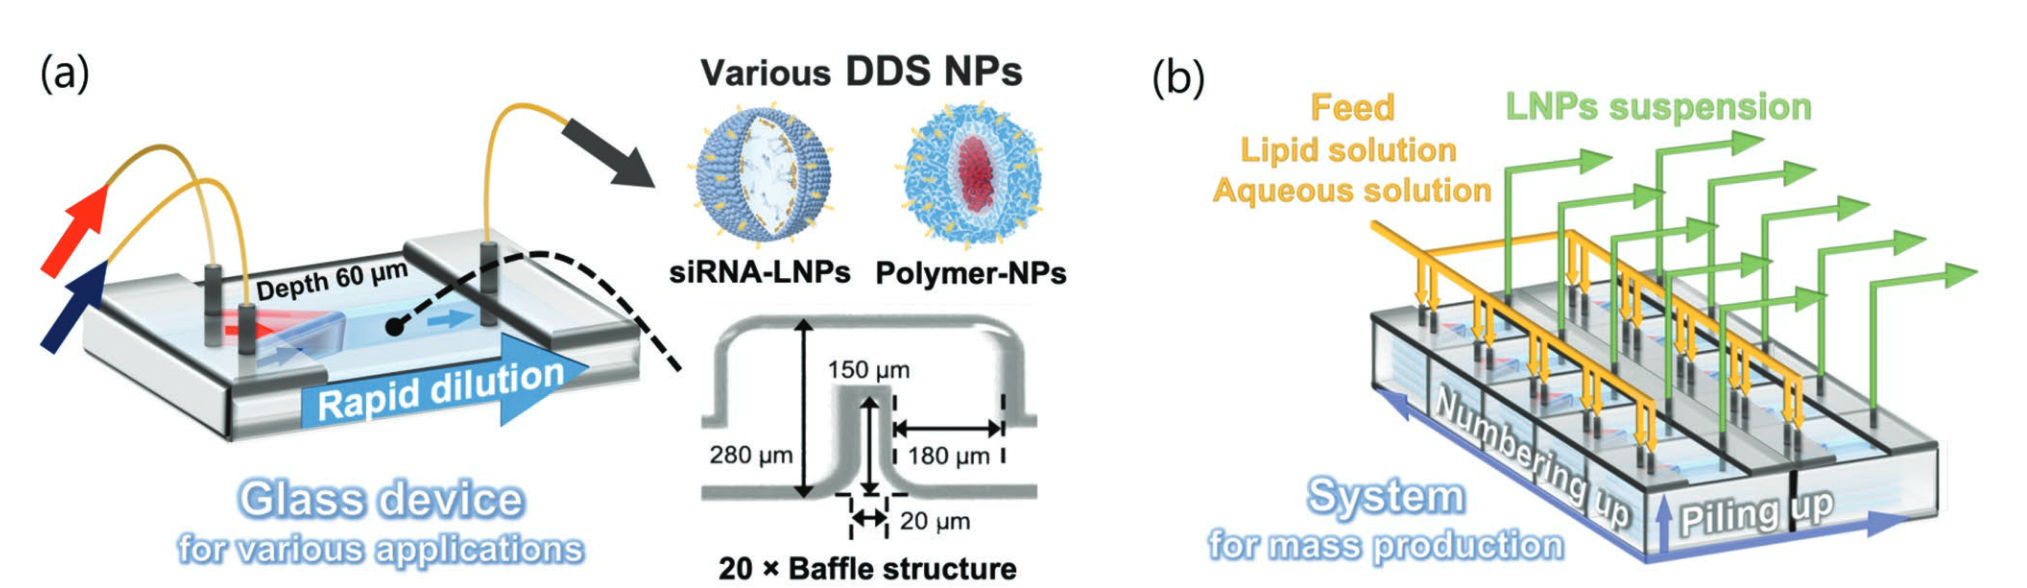 (a)
Various DDS NPs
siRNA-LNPs
Polymer-NPs
Depth 60 µm
Rapid dilution
Glass device
for various applications
150 µm
280 µm
180 µm
20 µm
20 × Baffle structure
(b)
Feed
Lipid solution
Aqueous solution
LNPs suspension
Numbering up
Piling up
System
for mass production